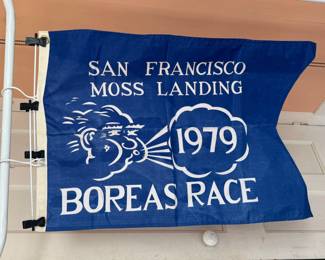 SAN FRANCISCO
MOSS LANDING
1979
BOREAS RACE